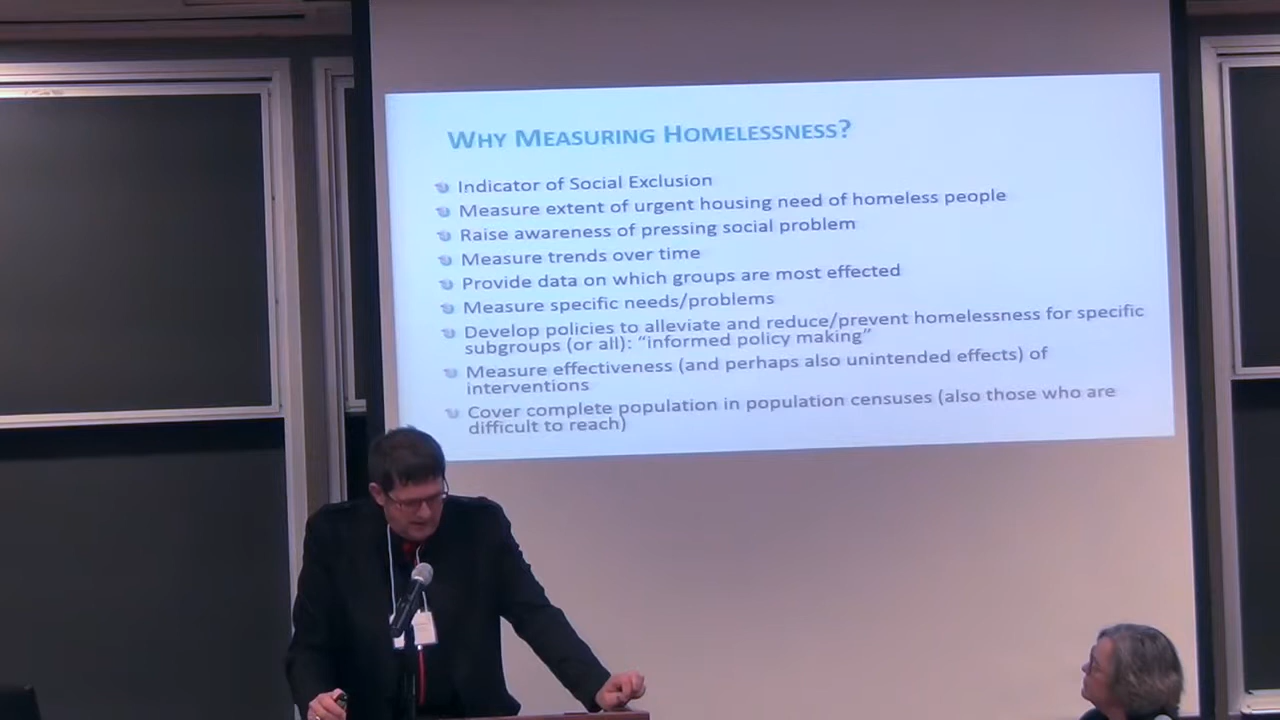 WHY MEASURING HOMELESSNESS?
Indicator of Social Exclusion
Measure extent of urgent housing need of homeless people
Raise awareness of pressing social problem
Measure trends over time
Provide data on which groups are most effected
Measure specific needs/problems
Develop policies to alleviate and reduce/prevent homelessness for specific
subgroups (or all): “informed policy making”
Measure effectiveness (and perhaps also unintended effects) of
interventions
Cover complete population in population censuses (also those who are
difficult to reach)